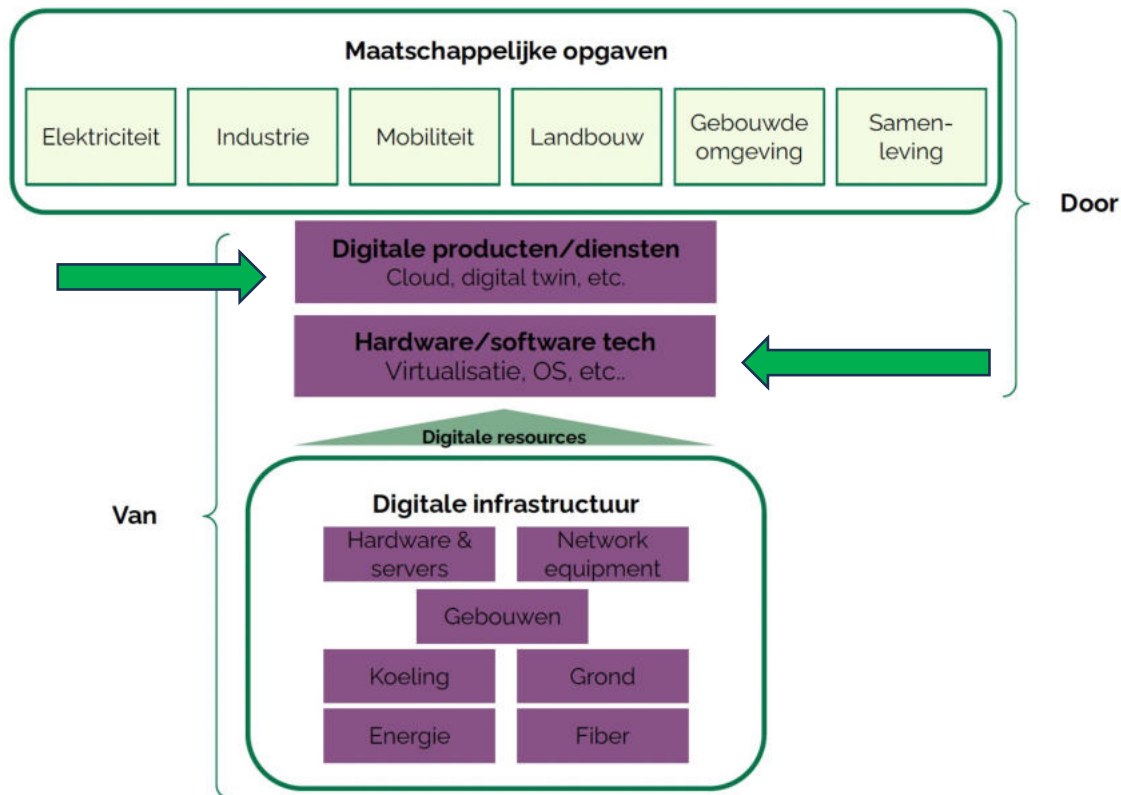 Maatschappelijke opgaven
Elektriciteit
Industrie
Mobiliteit
Landbouw
Gebouwde
omgeving
Samen-
leving
Door
Digitale producten/diensten
Cloud, digital twin, etc.
Hardware/software tech
Virtualisatie, OS, etc..
Digitale resources
Van
Digitale infrastructuur
Hardware &
servers
Network
equipment
Gebouwen
Koeling
Grond
Energie
Fiber